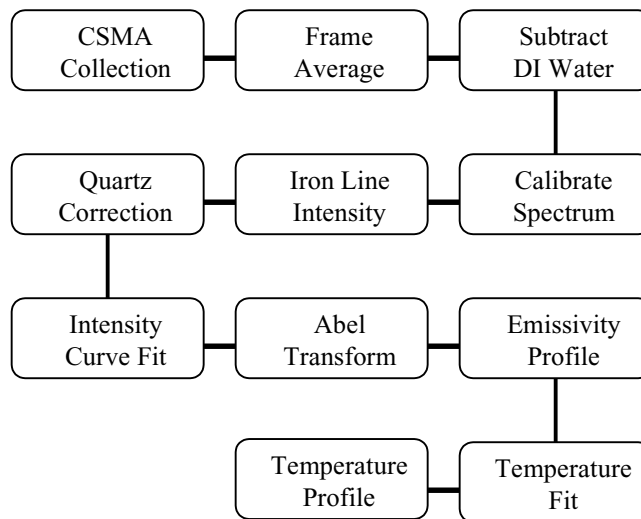 CSMA
Collection
Frame
Average
Subtract
DI Water
Quartz
Correction
Iron Line
Intensity
Calibrate
Spectrum
Intensity
Curve Fit
Abel
Transform
Emissivity
Profile
Temperature
Profile
Temperature
Fit